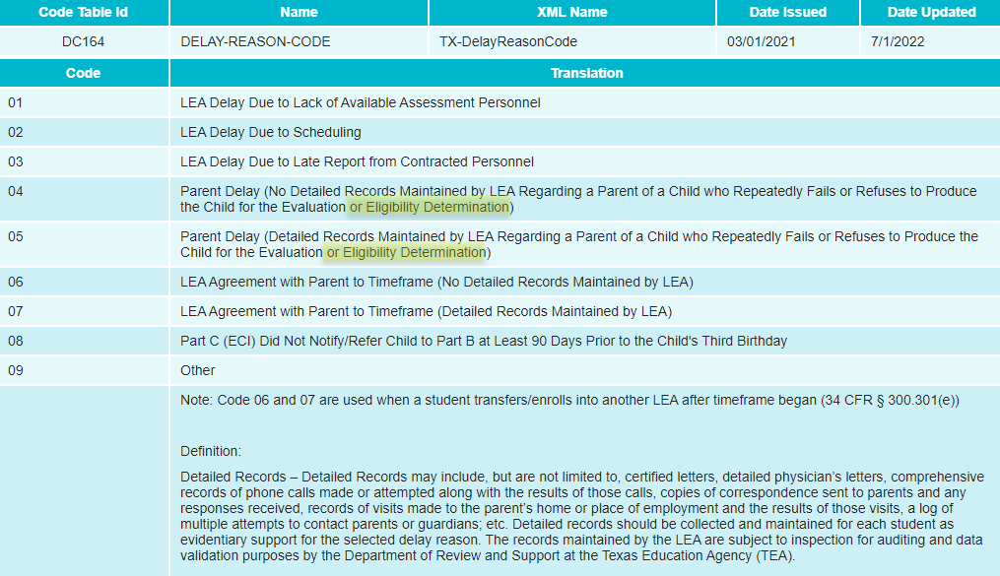 Code Table Id Name XML Name Date Issued Date Updated
DC164 DELAY-REASON-CODE TX-DelayReasonCode 03/01/2021 7/1/2022
Code Translation
01 LEA Delay Due to Lack of Available Assessment Personnel
02 LEA Delay Due to Scheduling
03 LEA Delay Due to Late Report from Contracted Personnel
04 Parent Delay (No Detailed Records Maintained by LEA Regarding a Parent of a Child who Repeatedly Fails or Refuses to Produce
the Child for the Evaluation or Eligibility Determination)
05 Parent Delay (Detailed Records Maintained by LEA Regarding a Parent of a Child who Repeatedly Fails or Refuses to Produce the
Child for the Evaluation or Eligibility Determination)
06 LEA Agreement with Parent to Timeframe (No Detailed Records Maintained by LEA)
07 LEA Agreement with Parent to Timeframe (Detailed Records Maintained by LEA)
08 Part C (ECI) Did Not Notify/Refer Child to Part B at Least 90 Days Prior to the Child's Third Birthday
09 Other
Note: Code 06 and 07 are used when a student transfers/enrolls into another LEA after timeframe began (34 CFR § 300.301(e))
Definition:
Detailed Records – Detailed Records may include, but are not limited to, certified letters, detailed physician's letters, comprehensive
records of phone calls made or attempted along with the results of those calls, copies of correspondence sent to parents and any
responses received, records of visits made to the parent's home or place of employment and the results of those visits, a log of
multiple attempts to contact parents or guardians; etc. Detailed records should be collected and maintained for each student as
evidentiary support for the selected delay reason. The records maintained by the LEA are subject to inspection for auditing and data
validation purposes by the Department of Review and Support at the Texas Education Agency (TEA).